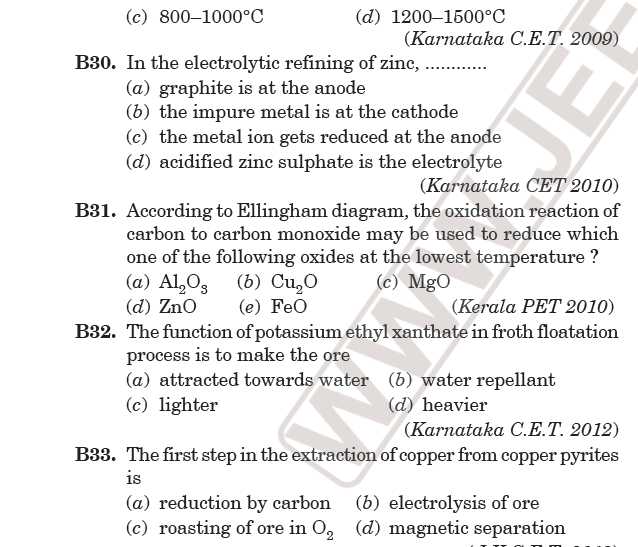 (c) 800–1000°C (d) 1200–1500°C
(Karnataka C.E.T. 2009)
B30. In the electrolytic refining of zinc, ............
(a) graphite is at the anode
(b) the impure metal is at the cathode
(c) the metal ion gets reduced at the anode
(d) acidified zinc sulphate is the electrolyte
(Karnataka CET 2010)
B31. According to Ellingham diagram, the oxidation reaction of
carbon to carbon monoxide may be used to reduce which
one of the following oxides at the lowest temperature ?
(a) Al₂O₃ (b) Cu₂O (c) MgO
(d) ZnO (e) FeO (Kerala PET 2010)
B32. The function of potassium ethyl xanthate in froth floatation
process is to make the ore
(a) attracted towards water (b) water repellant
(c) lighter (d) heavier
(Karnataka C.E.T. 2012)
B33. The first step in the extraction of copper from copper pyrites
is
(a) reduction by carbon (b) electrolysis of ore
(c) roasting of ore in O₂ (d) magnetic separation
WWW.JEE